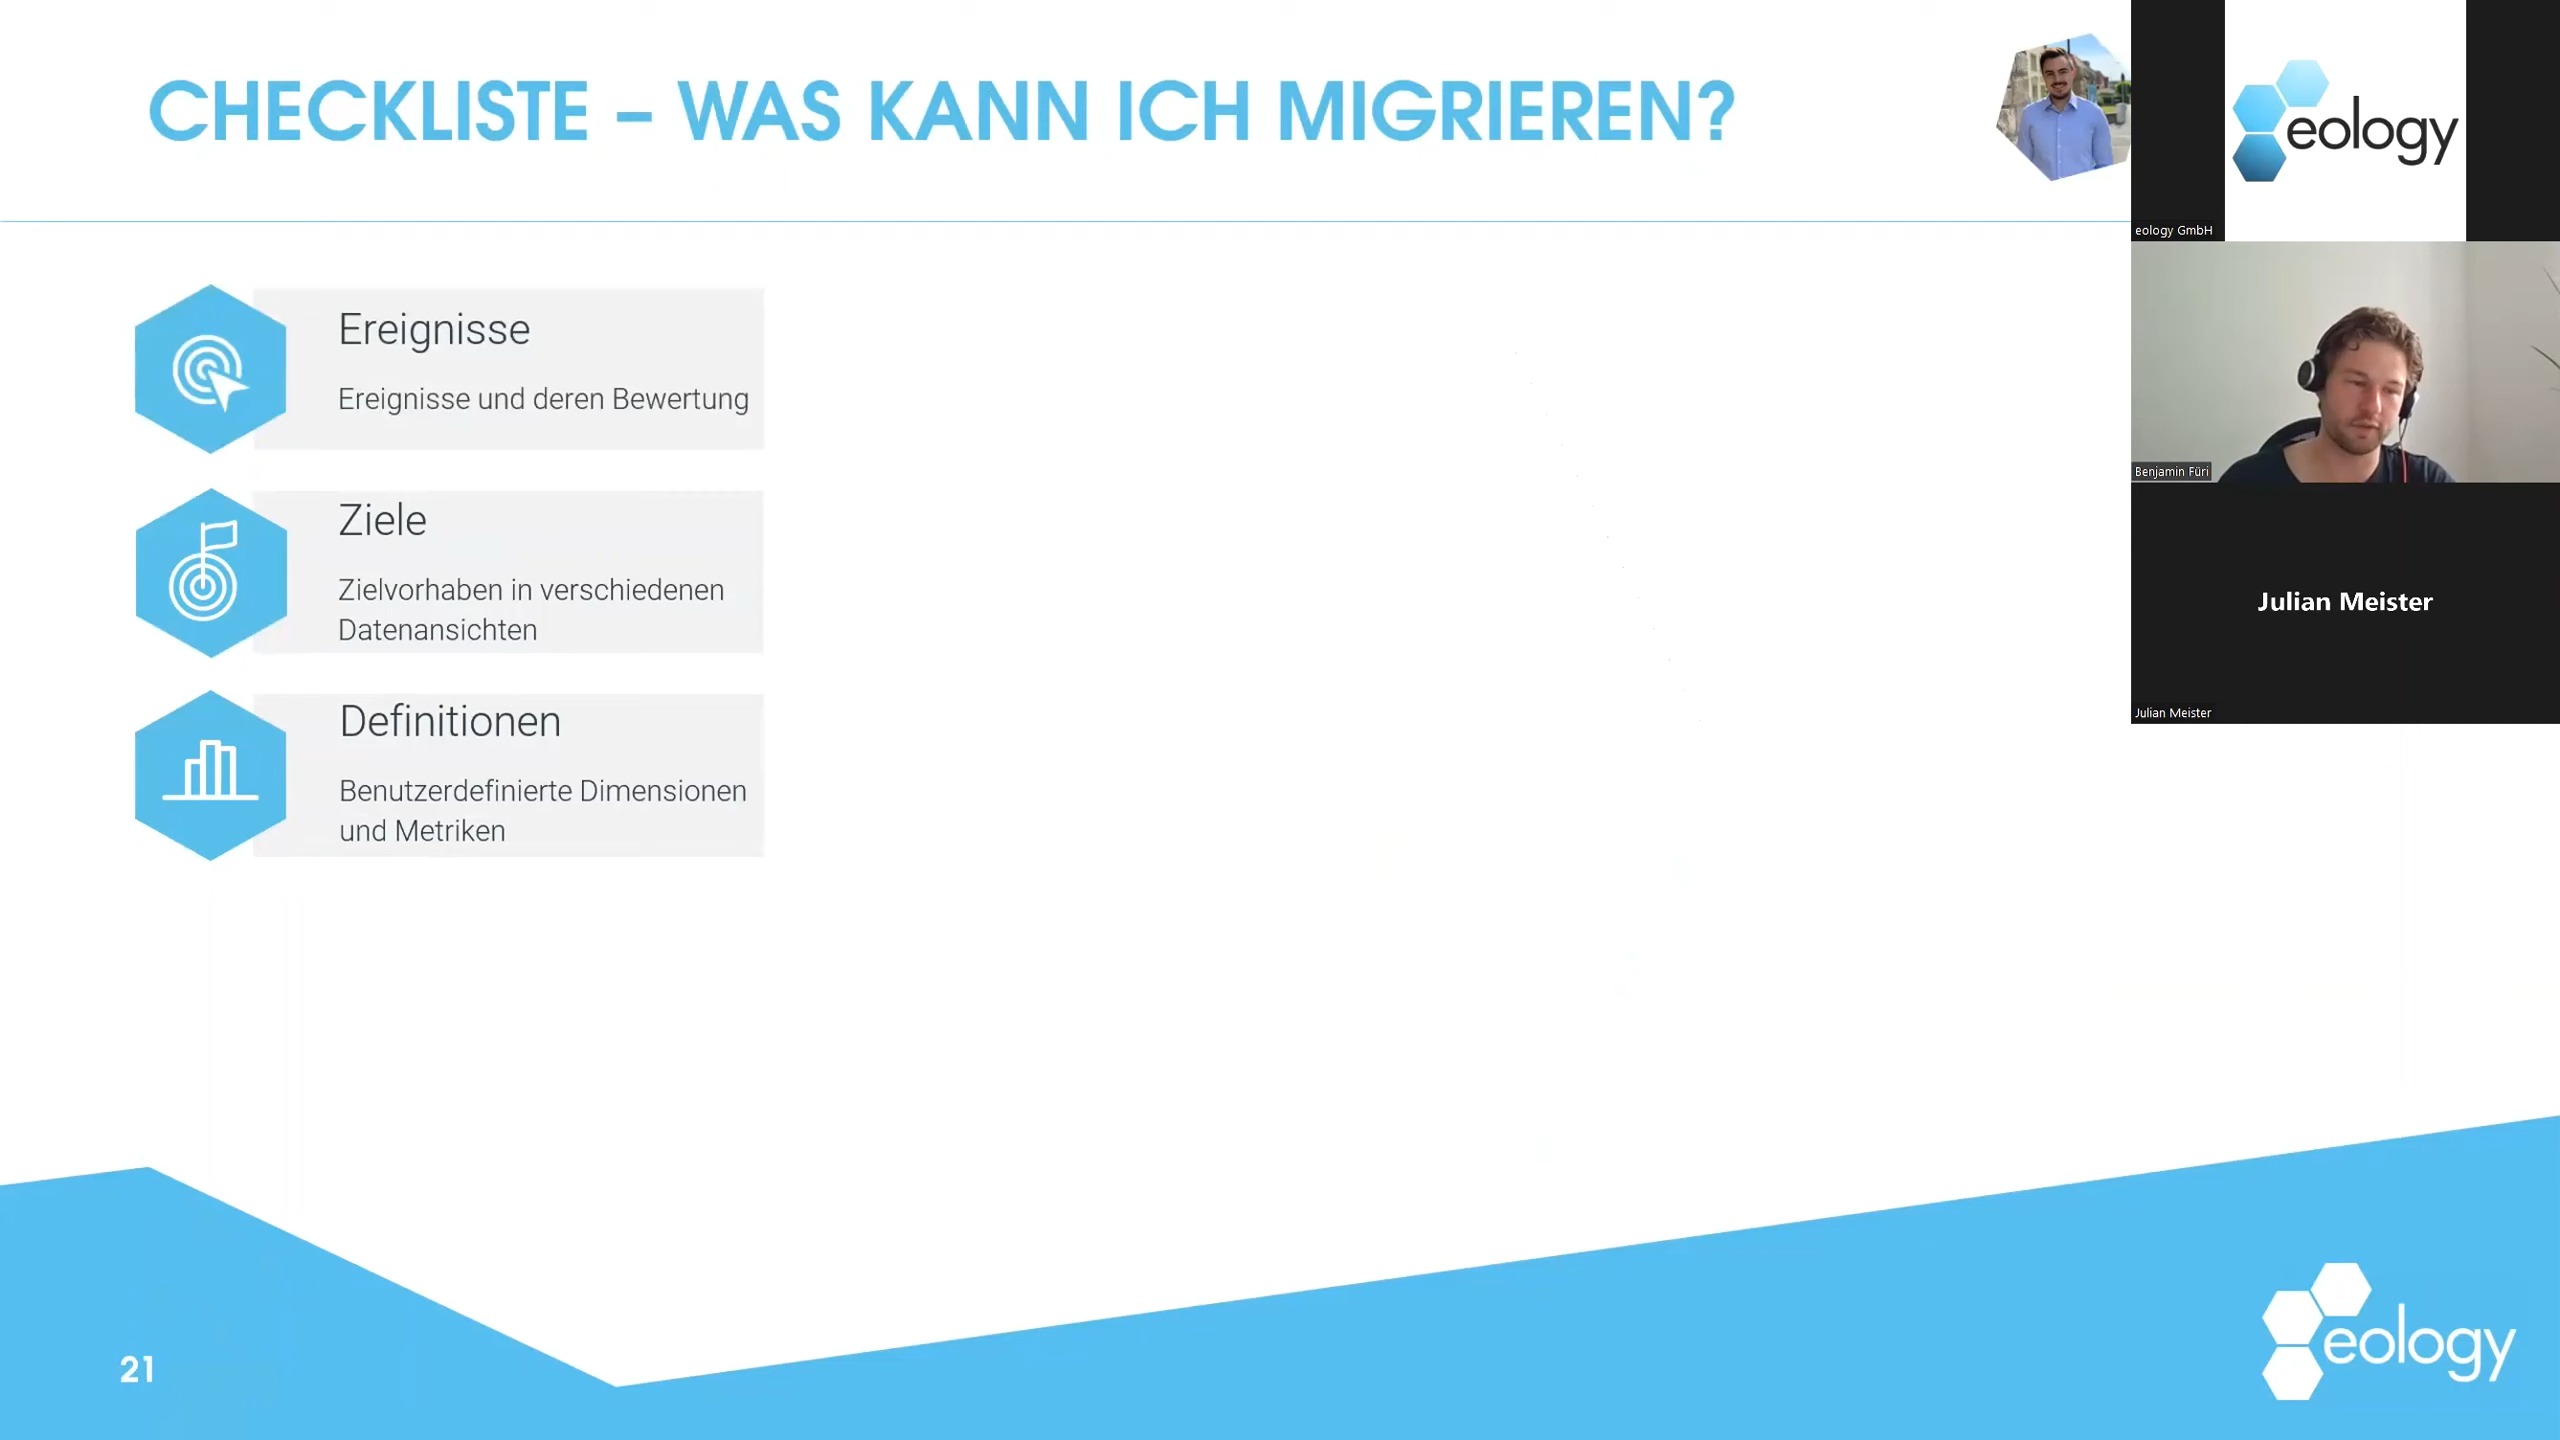 CHECKLISTE – WAS KANN ICH MIGRIEREN?
Ereignisse
Ereignisse und deren Bewertung
Ziele
Zielvorhaben in verschiedenen
Datenansichten
Definitionen
Benutzerdefinierte Dimensionen
und Metriken
21
eology
eology
eology GmbH
Benjamin Füri
Julian Meister
Julian Meister